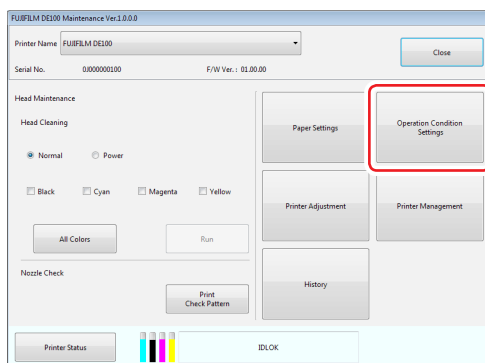 FUJIFILM DE100 Maintenance Ver.1.0.0.0
Printer Name
FUJIFILM DE100
Close
Serial No.
0J000000100
F/W Ver. : 01.00.00
Head Maintenance
Head Cleaning
Normal
Power
Black
Cyan
Magenta
Yellow
All Colors
Run
Nozzle Check
Print
Check Pattern
Paper Settings
Operation Condition
Settings
Printer Adjustment
Printer Management
History
Printer Status
IDLOK